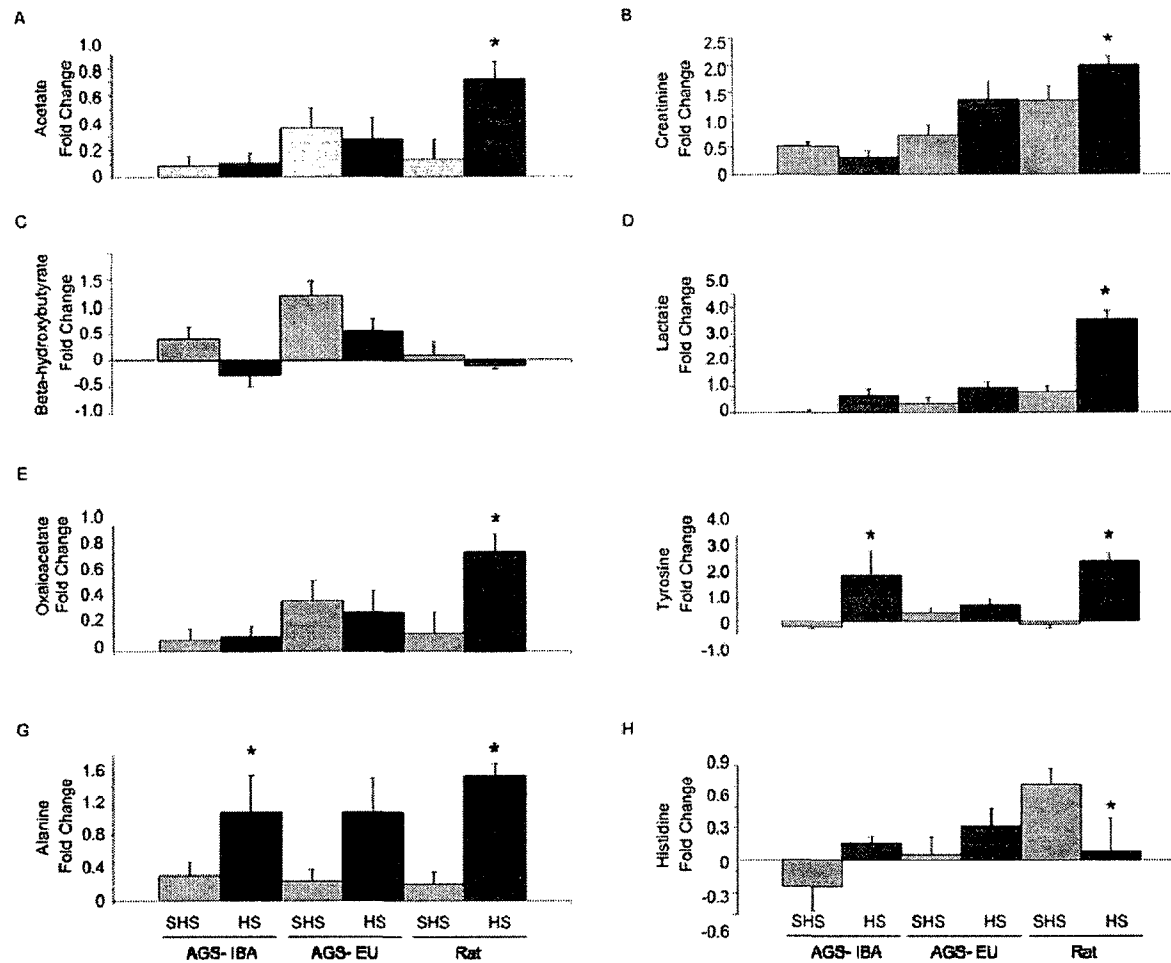 A
Acetate
Fold Change
1.0
0.8
0.6
0.4
0.2
0
*
B
Creatinine
Fold Change
2.5
2.0
1.5
1.0
0.5
0
*
C
Beta-hydroxybutyrate
Fold Change
1.5
1.0
0.5
0
-0.5
-1.0
D
Lactate
Fold Change
5.0
4.0
3.0
2.0
1.0
0
*
E
Oxaloacetate
Fold Change
1.0
0.8
0.6
0.4
0.2
0
*
Tyrosine
Fold Change
4.0
3.0
2.0
1.0
0
-1.0
* *
G
Alanine
Fold Change
1.6
1.2
0.8
0.4
0
* *
SHS HS SHS HS SHS HS
AGS-IBA AGS-EU Rat
H
Histidine
Fold Change
0.9
0.6
0.3
0
-0.3
-0.6
*
SHS HS SHS HS SHS HS
AGS-IBA AGS-EU Rat